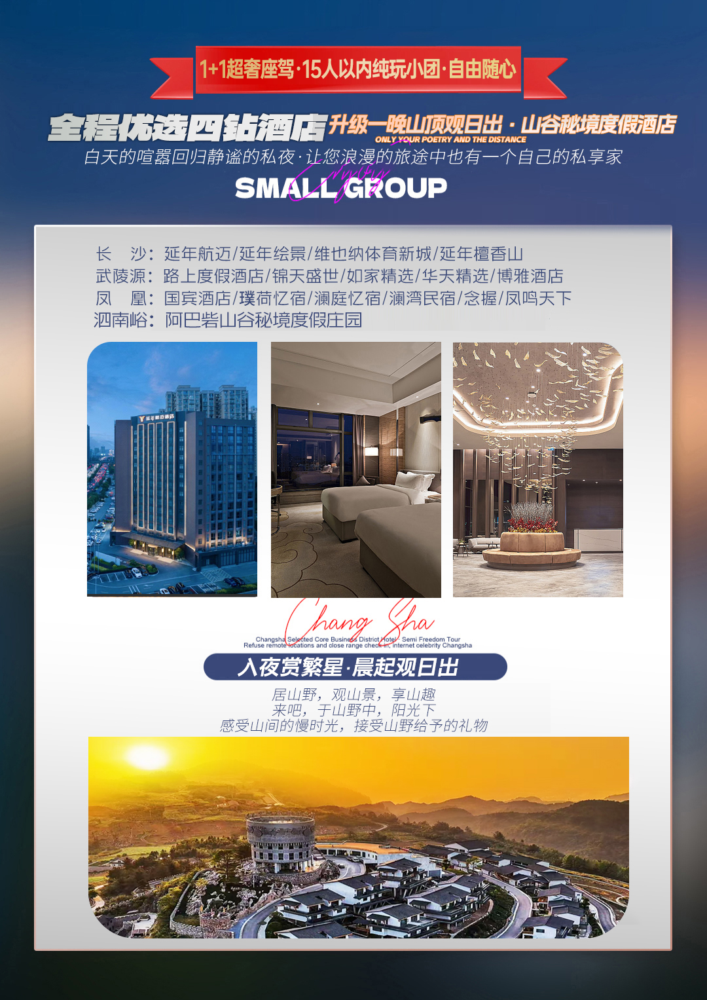 1+1超奢座驾·15人以内纯玩小团·自由随心
全程优选四钻酒店 升级一晚山顶观日出·山谷秘境度假酒店
ONLY YOUR POETRY AND THE DISTANCE
白天的喧嚣回归静谧的私夜·让您浪漫的旅途中也有一个自己的私享家
SMALL GROUP
长 沙：延年航迈/延年绘景/维也纳体育新城/延年檀香山
武陵源：路上度假酒店/锦天盛世/如家精选/华天精选/博雅酒店
凤 凰：国宾酒店/璞荷忆宿/澜庭忆宿/澜湾民宿/念握/凤鸣天下
泗南峪：阿巴砦山谷秘境度假庄园
延年航迈酒店
Chang Sha
Changsha Selected Core Business District Hotel · Semi Freedom Tour
Refuse remote locations and close range check-in, internet celebrity Changsha
入夜赏繁星·晨起观日出
居山野，观山景，享山趣
来吧，于山野中，阳光下
感受山间的慢时光，接受山野给予的礼物